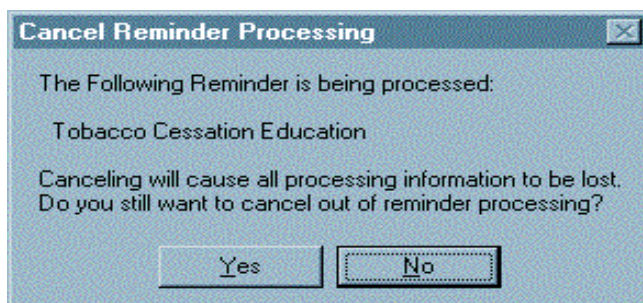 Cancel Reminder Processing
The Following Reminder is being processed:
Tobacco Cessation Education
Canceling will cause all processing information to be lost.
Do you still want to cancel out of reminder processing?
Yes No